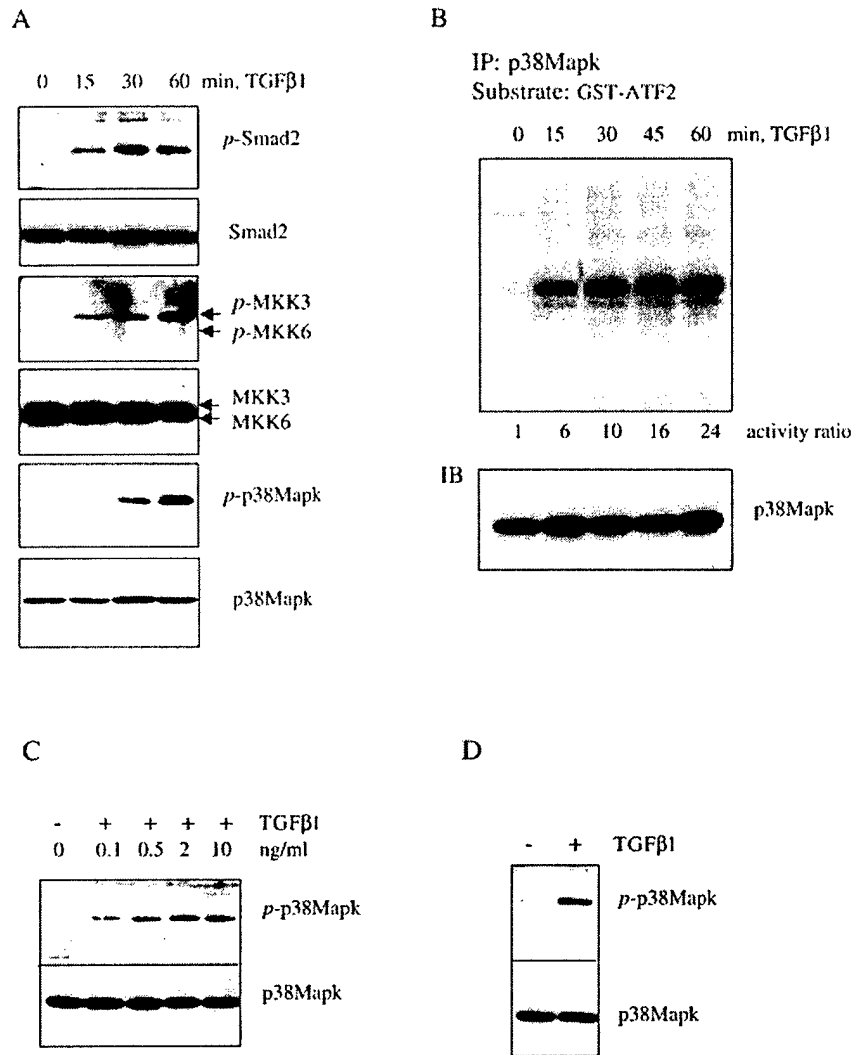 A
0 15 30 60 min, TGFβ1
p-Smad2
Smad2
p-MKK3
p-MKK6
MKK3
MKK6
p-p38Mapk
p38Mapk
B
IP: p38Mapk
Substrate: GST-ATF2
0 15 30 45 60 min, TGFβ1
1 6 10 16 24 activity ratio
IB
p38Mapk
C
- + + + + TGFβ1
0 0.1 0.5 2 10 ng/ml
p-p38Mapk
p38Mapk
D
- + TGFβ1
p-p38Mapk
p38Mapk